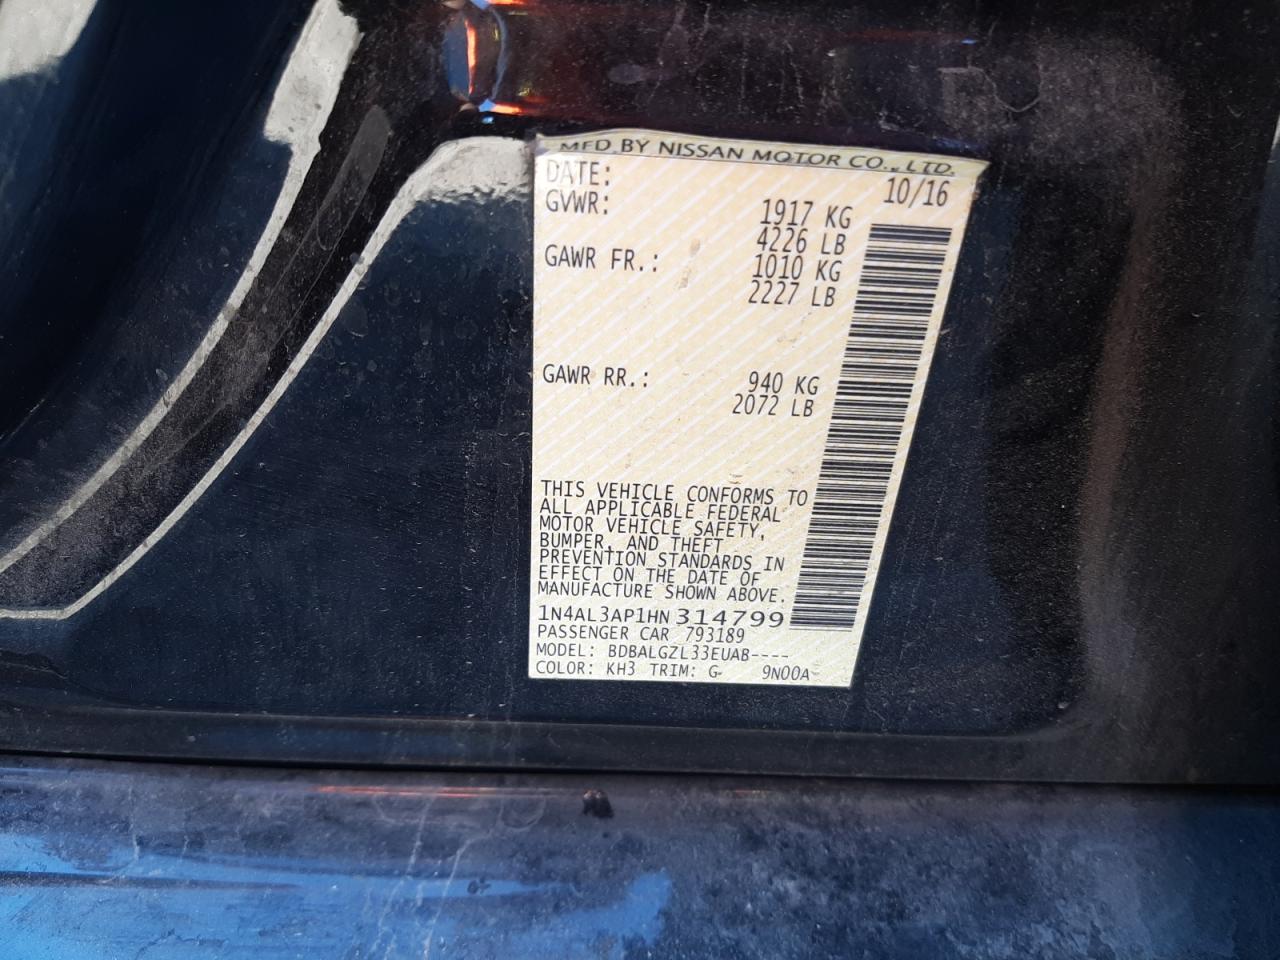 MFD. BY NISSAN MOTOR CO., LTD.
DATE: 10/16
GVWR: 1917 KG
4226 LB
GAWR FR.: 1010 KG
2227 LB
GAWR RR.: 940 KG
2072 LB
THIS VEHICLE CONFORMS TO
ALL APPLICABLE FEDERAL
MOTOR VEHICLE SAFETY,
BUMPER, AND THEFT
PREVENTION STANDARDS IN
EFFECT ON THE DATE OF
MANUFACTURE SHOWN ABOVE.
1N4AL3AP1HN314799
PASSENGER CAR 793189
MODEL: BDBALGZL33EUAB----
COLOR: KH3 TRIM: G- 9N00A-